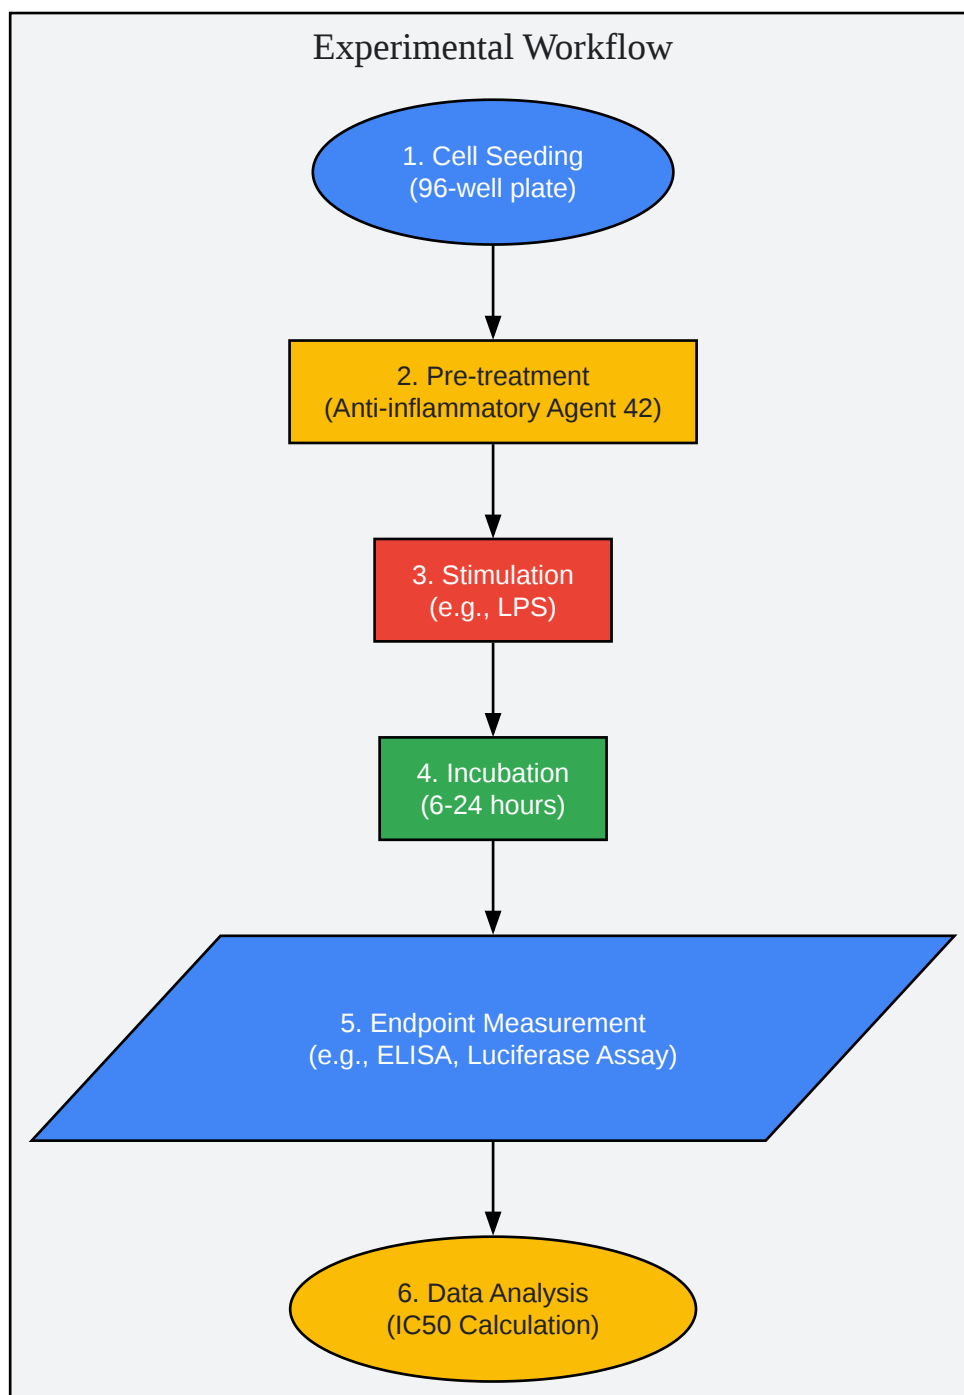 Experimental Workflow
1. Cell Seeding
(96-well plate)
2. Pre-treatment
(Anti-inflammatory Agent 42)
3. Stimulation
(e.g., LPS)
4. Incubation
(6-24 hours)
5. Endpoint Measurement
(e.g., ELISA, Luciferase Assay)
6. Data Analysis
(IC50 Calculation)